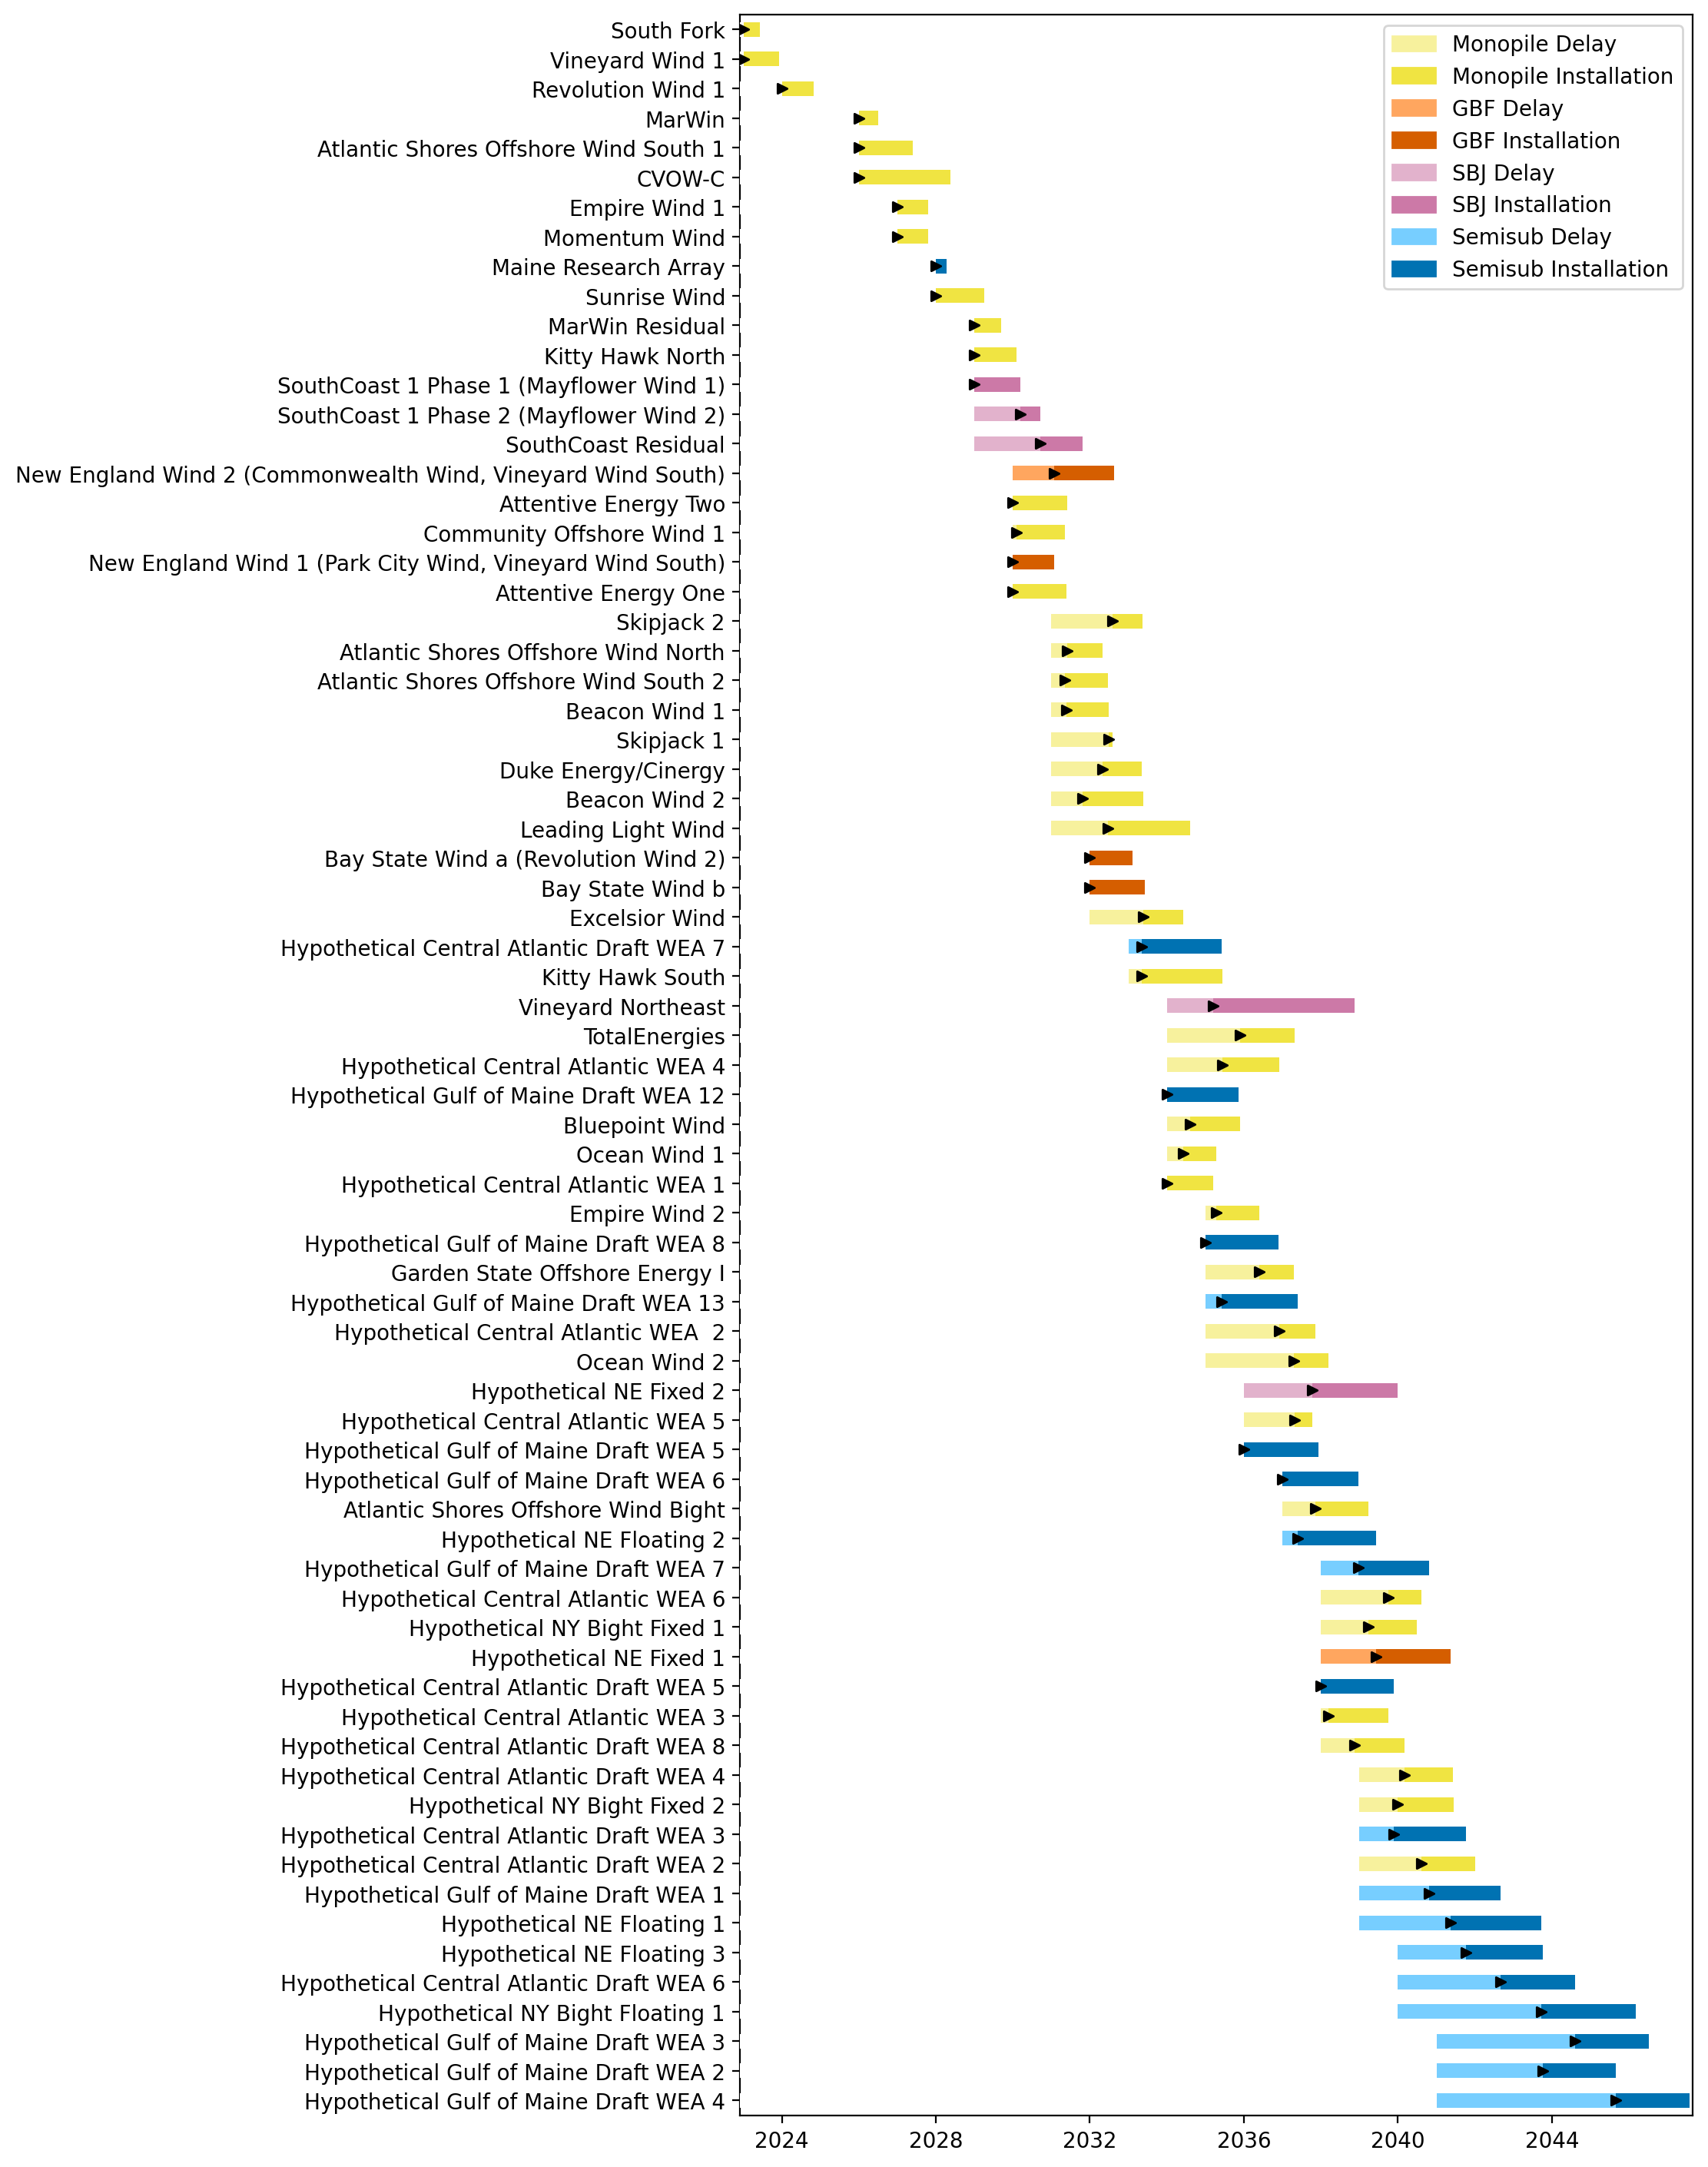 South Fork
Vineyard Wind 1
Revolution Wind 1
MarWin
Atlantic Shores Offshore Wind South 1
CVOW-C
Empire Wind 1
Momentum Wind
Maine Research Array
Sunrise Wind
MarWin Residual
Kitty Hawk North
SouthCoast 1 Phase 1 (Mayflower Wind 1)
SouthCoast 1 Phase 2 (Mayflower Wind 2)
SouthCoast Residual
New England Wind 2 (Commonwealth Wind, Vineyard Wind South)
Attentive Energy Two
Community Offshore Wind 1
New England Wind 1 (Park City Wind, Vineyard Wind South)
Attentive Energy One
Skipjack 2
Atlantic Shores Offshore Wind North
Atlantic Shores Offshore Wind South 2
Beacon Wind 1
Skipjack 1
Duke Energy/Cinergy
Beacon Wind 2
Leading Light Wind
Bay State Wind a (Revolution Wind 2)
Bay State Wind b
Excelsior Wind
Hypothetical Central Atlantic Draft WEA 7
Kitty Hawk South
Vineyard Northeast
TotalEnergies
Hypothetical Central Atlantic WEA 4
Hypothetical Gulf of Maine Draft WEA 12
Bluepoint Wind
Ocean Wind 1
Hypothetical Central Atlantic WEA 1
Empire Wind 2
Hypothetical Gulf of Maine Draft WEA 8
Garden State Offshore Energy I
Hypothetical Gulf of Maine Draft WEA 13
Hypothetical Central Atlantic WEA  2
Ocean Wind 2
Hypothetical NE Fixed 2
Hypothetical Central Atlantic WEA 5
Hypothetical Gulf of Maine Draft WEA 5
Hypothetical Gulf of Maine Draft WEA 6
Atlantic Shores Offshore Wind Bight
Hypothetical NE Floating 2
Hypothetical Gulf of Maine Draft WEA 7
Hypothetical Central Atlantic WEA 6
Hypothetical NY Bight Fixed 1
Hypothetical NE Fixed 1
Hypothetical Central Atlantic Draft WEA 5
Hypothetical Central Atlantic WEA 3
Hypothetical Central Atlantic Draft WEA 8
Hypothetical Central Atlantic Draft WEA 4
Hypothetical NY Bight Fixed 2
Hypothetical Central Atlantic Draft WEA 3
Hypothetical Central Atlantic Draft WEA 2
Hypothetical Gulf of Maine Draft WEA 1
Hypothetical NE Floating 1
Hypothetical NE Floating 3
Hypothetical Central Atlantic Draft WEA 6
Hypothetical NY Bight Floating 1
Hypothetical Gulf of Maine Draft WEA 3
Hypothetical Gulf of Maine Draft WEA 2
Hypothetical Gulf of Maine Draft WEA 4
Monopile Delay
Monopile Installation
GBF Delay
GBF Installation
SBJ Delay
SBJ Installation
Semisub Delay
Semisub Installation
2024 2028 2032 2036 2040 2044